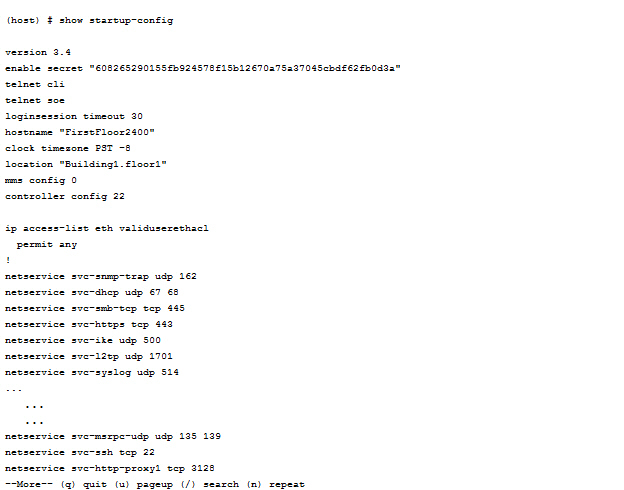 (host) # show startup-config
version 3.4
enable secret "608265290155fb924578f15b12670a75a37045cbdf62fb0d3a"
telnet cli
telnet soe
loginsession timeout 30
hostname "FirstFloor2400"
clock timezone PST -8
location "Building1.floor1"
mms config 0
controller config 22
ip access-list eth validuserethacl
permit any
!
netservice svc-snmp-trap udp 162
netservice svc-dhcp udp 67 68
netservice svc-smb-tcp tcp 445
netservice svc-https tcp 443
netservice svc-ike udp 500
netservice svc-l2tp udp 1701
netservice svc-syslog udp 514
...
...
...
netservice svc-msrpc-udp udp 135 139
netservice svc-ssh tcp 22
netservice svc-http-proxy1 tcp 3128
--More-- (q) quit (u) pageup (/) search (n) repeat